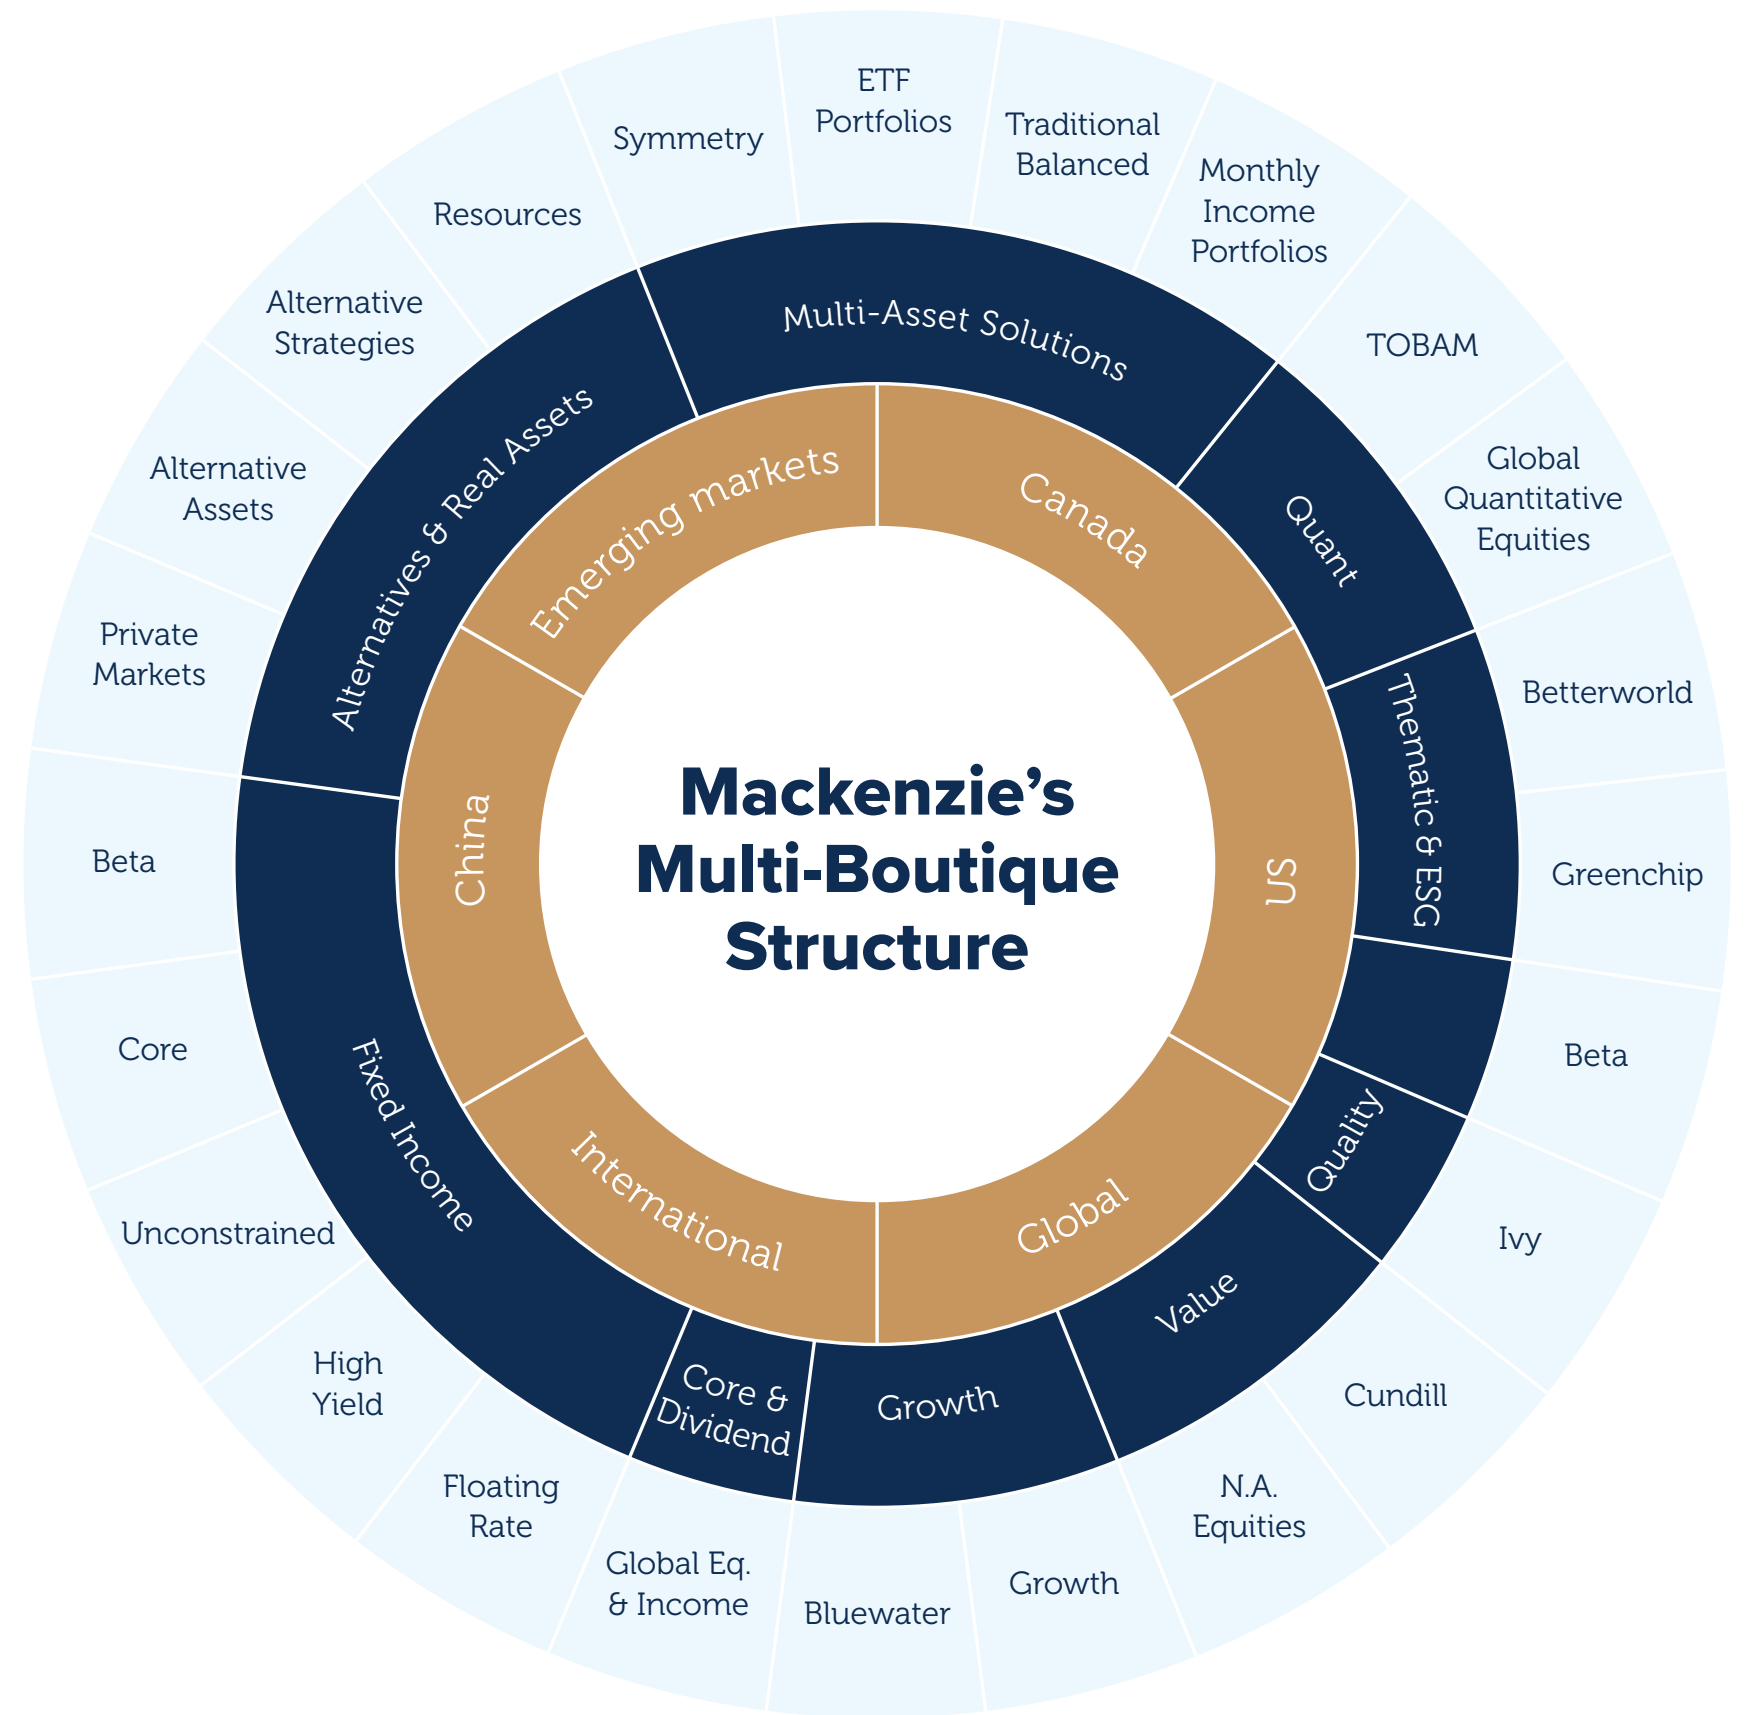 Mackenzie's
Multi-Boutique
Structure
Canada
US
Global
International
China
Emerging markets
Multi-Asset Solutions
Quant
Thematic & ESG
Quality
Value
Growth
Core &
Dividend
Fixed Income
Alternatives & Real Assets
Symmetry
ETF
Portfolios
Traditional
Balanced
Monthly
Income
Portfolios
TOBAM
Global
Quantitative
Equities
Betterworld
Greenchip
Beta
Ivy
Cundill
N.A.
Equities
Growth
Bluewater
Global Eq.
& Income
Floating
Rate
High
Yield
Unconstrained
Core
Beta
Private
Markets
Alternative
Assets
Alternative
Strategies
Resources